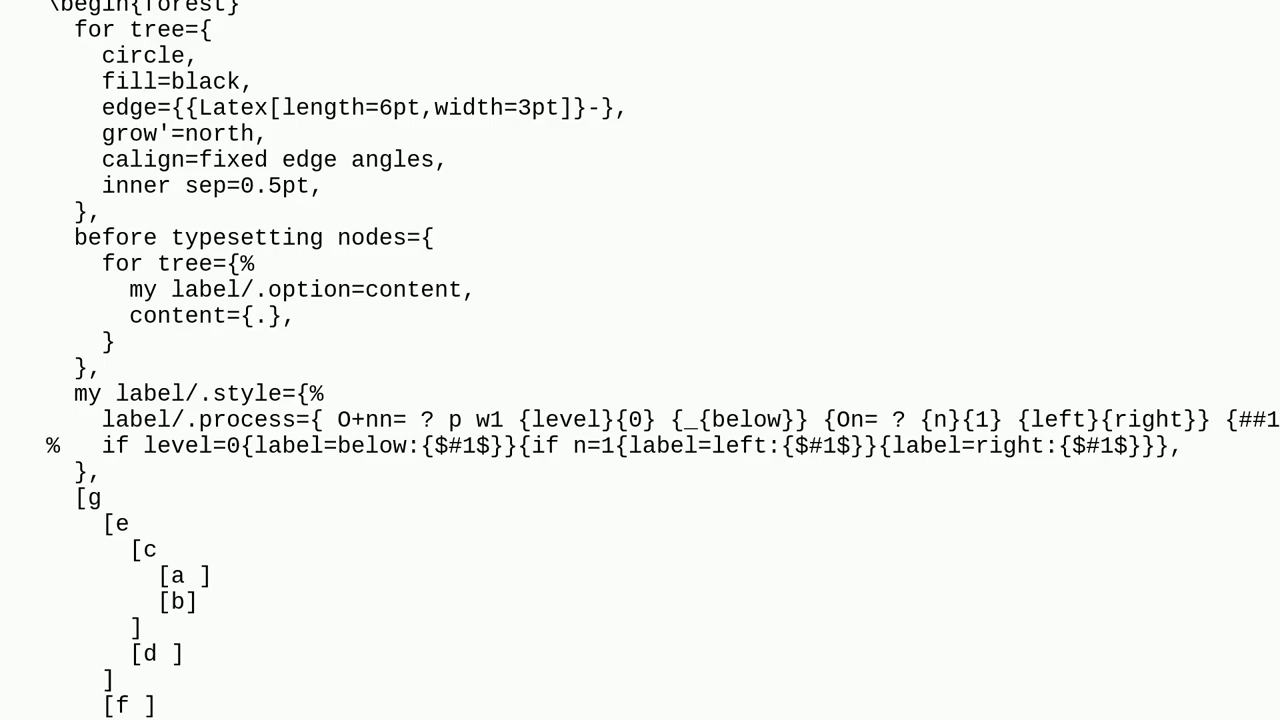 \begin{forest}
  for tree={
    circle,
    fill=black,
    edge={{Latex[length=6pt,width=3pt]}-},
    grow'=north,
    calign=fixed edge angles,
    inner sep=0.5pt,
  },
  before typesetting nodes={
    for tree={%
      my label/.option=content,
      content={.},
    }
  },
  my label/.style={%
    label/.process={ O+nn= ? p w1 {level}{0} {_{below}} {On= ? {n}{1} {left}{right}} {##1
%   if level=0{label=below:{$#1$}}{if n=1{label=left:{$#1$}}{label=right:{$#1$}}},
  },
  [g
    [e
      [c
        [a ]
        [b]
      ]
      [d ]
    ]
    [f ]